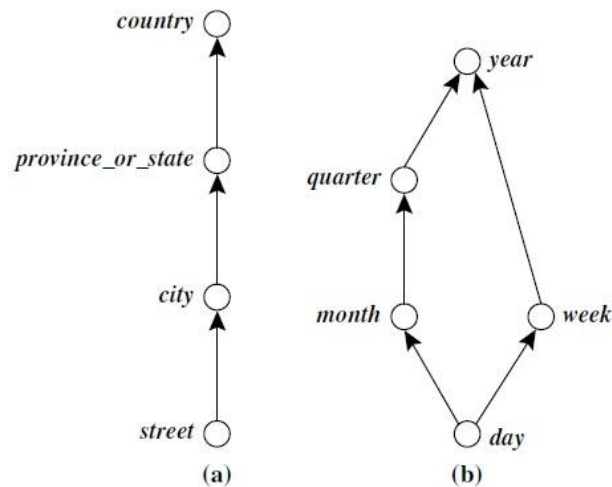 country
province_or_state
city
street
(a)
year
quarter
month
week
day
(b)